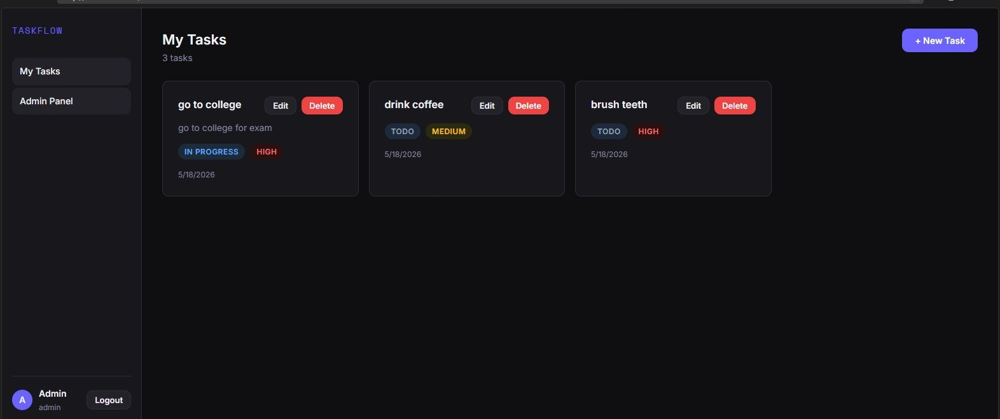 TASKFLOW
My Tasks
Admin Panel
Admin
admin
Logout
My Tasks
3 tasks
+ New Task
go to college
Edit
Delete
go to college for exam
IN PROGRESS
HIGH
5/18/2026
drink coffee
Edit
Delete
TODO
MEDIUM
5/18/2026
brush teeth
Edit
Delete
TODO
HIGH
5/18/2026
A